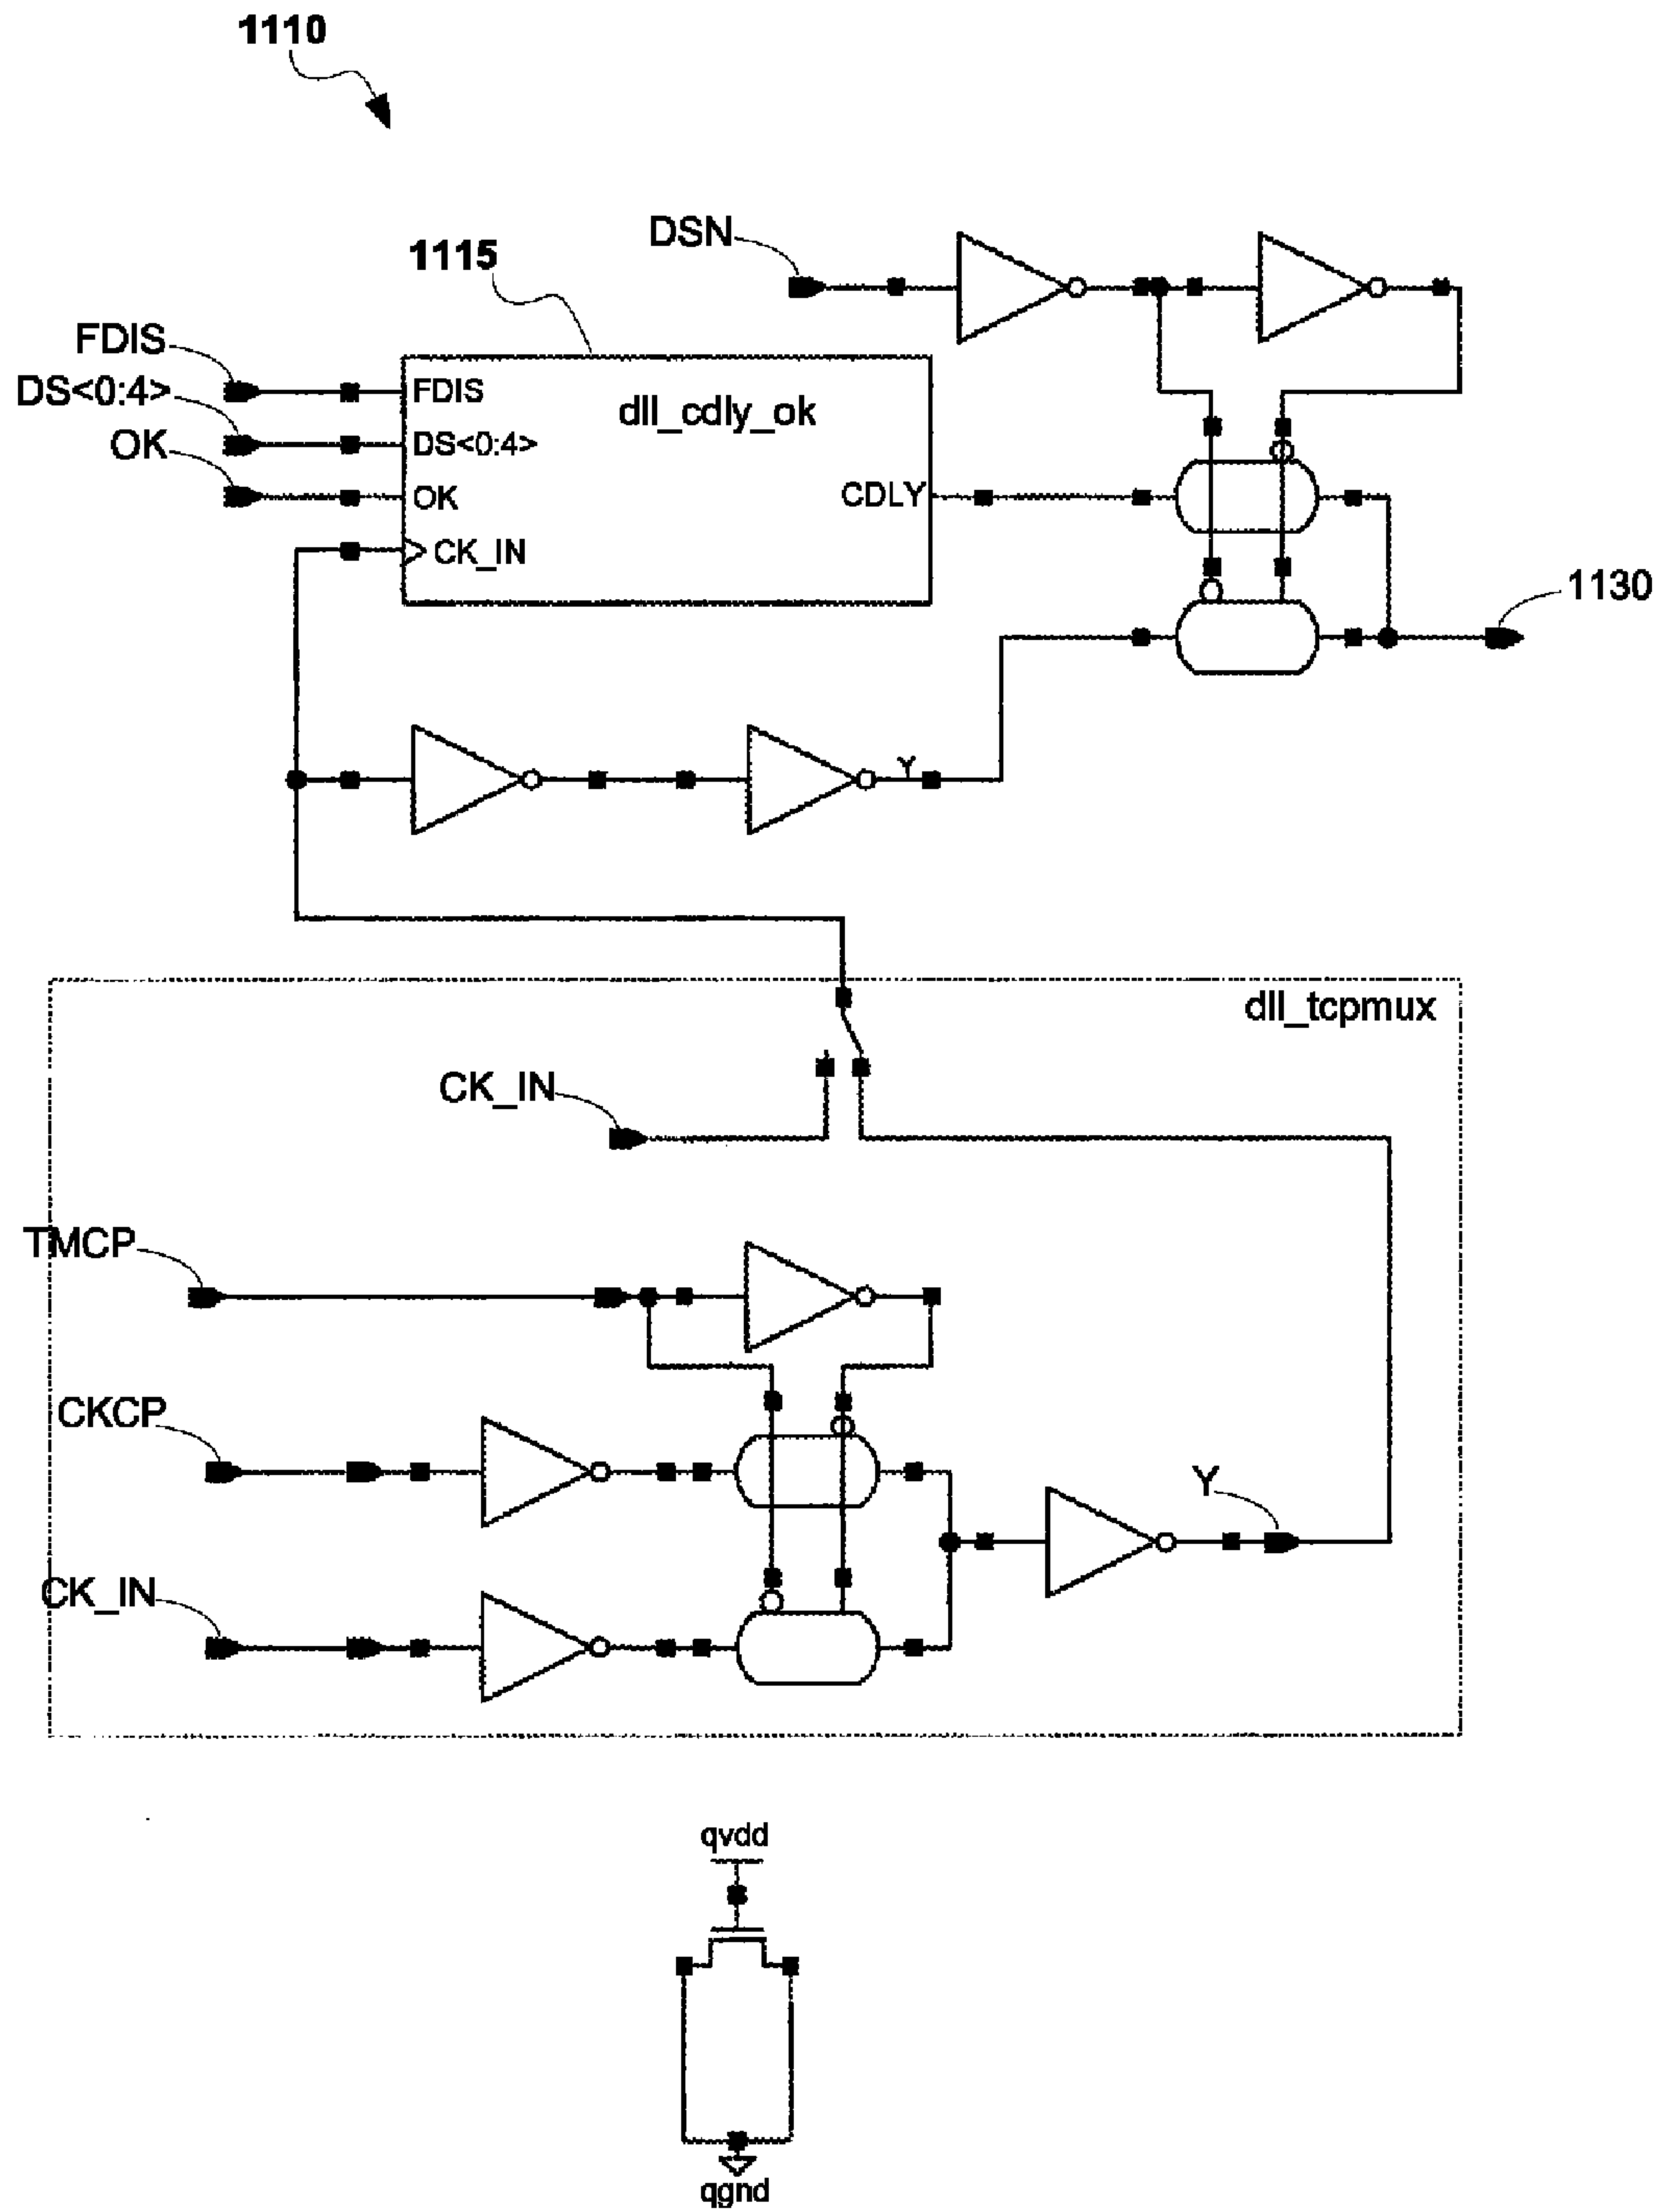 1110
DSN
1115
FDIS
DS<0:4>
OK
FDIS
DS<0:4>
OK
CK_IN
dll_cdly_ok
CDLY
1130
Y
dll_tcpmux
CK_IN
TMCP
CKCP
CK_IN
Y
qvdd
qgnd